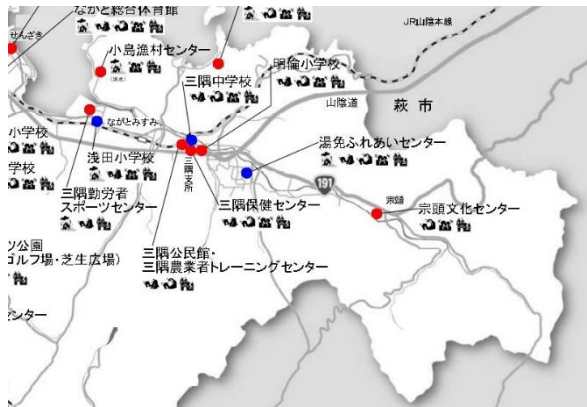 ながと総合体育館
せんざき
JR山陰本線
小島漁村センター
明倫小学校
三隅中学校
山陰道
萩市
ながとみすみ
小学校
湯免ふれあいセンター
浅田小学校
学校
三隅支所
191
三隅勤労者
スポーツセンター
三隅保健センター
宗頭
宗頭文化センター
ツ公園
ゴルフ場・芝生広場)
三隅公民館・
三隅農業者トレーニングセンター
センター